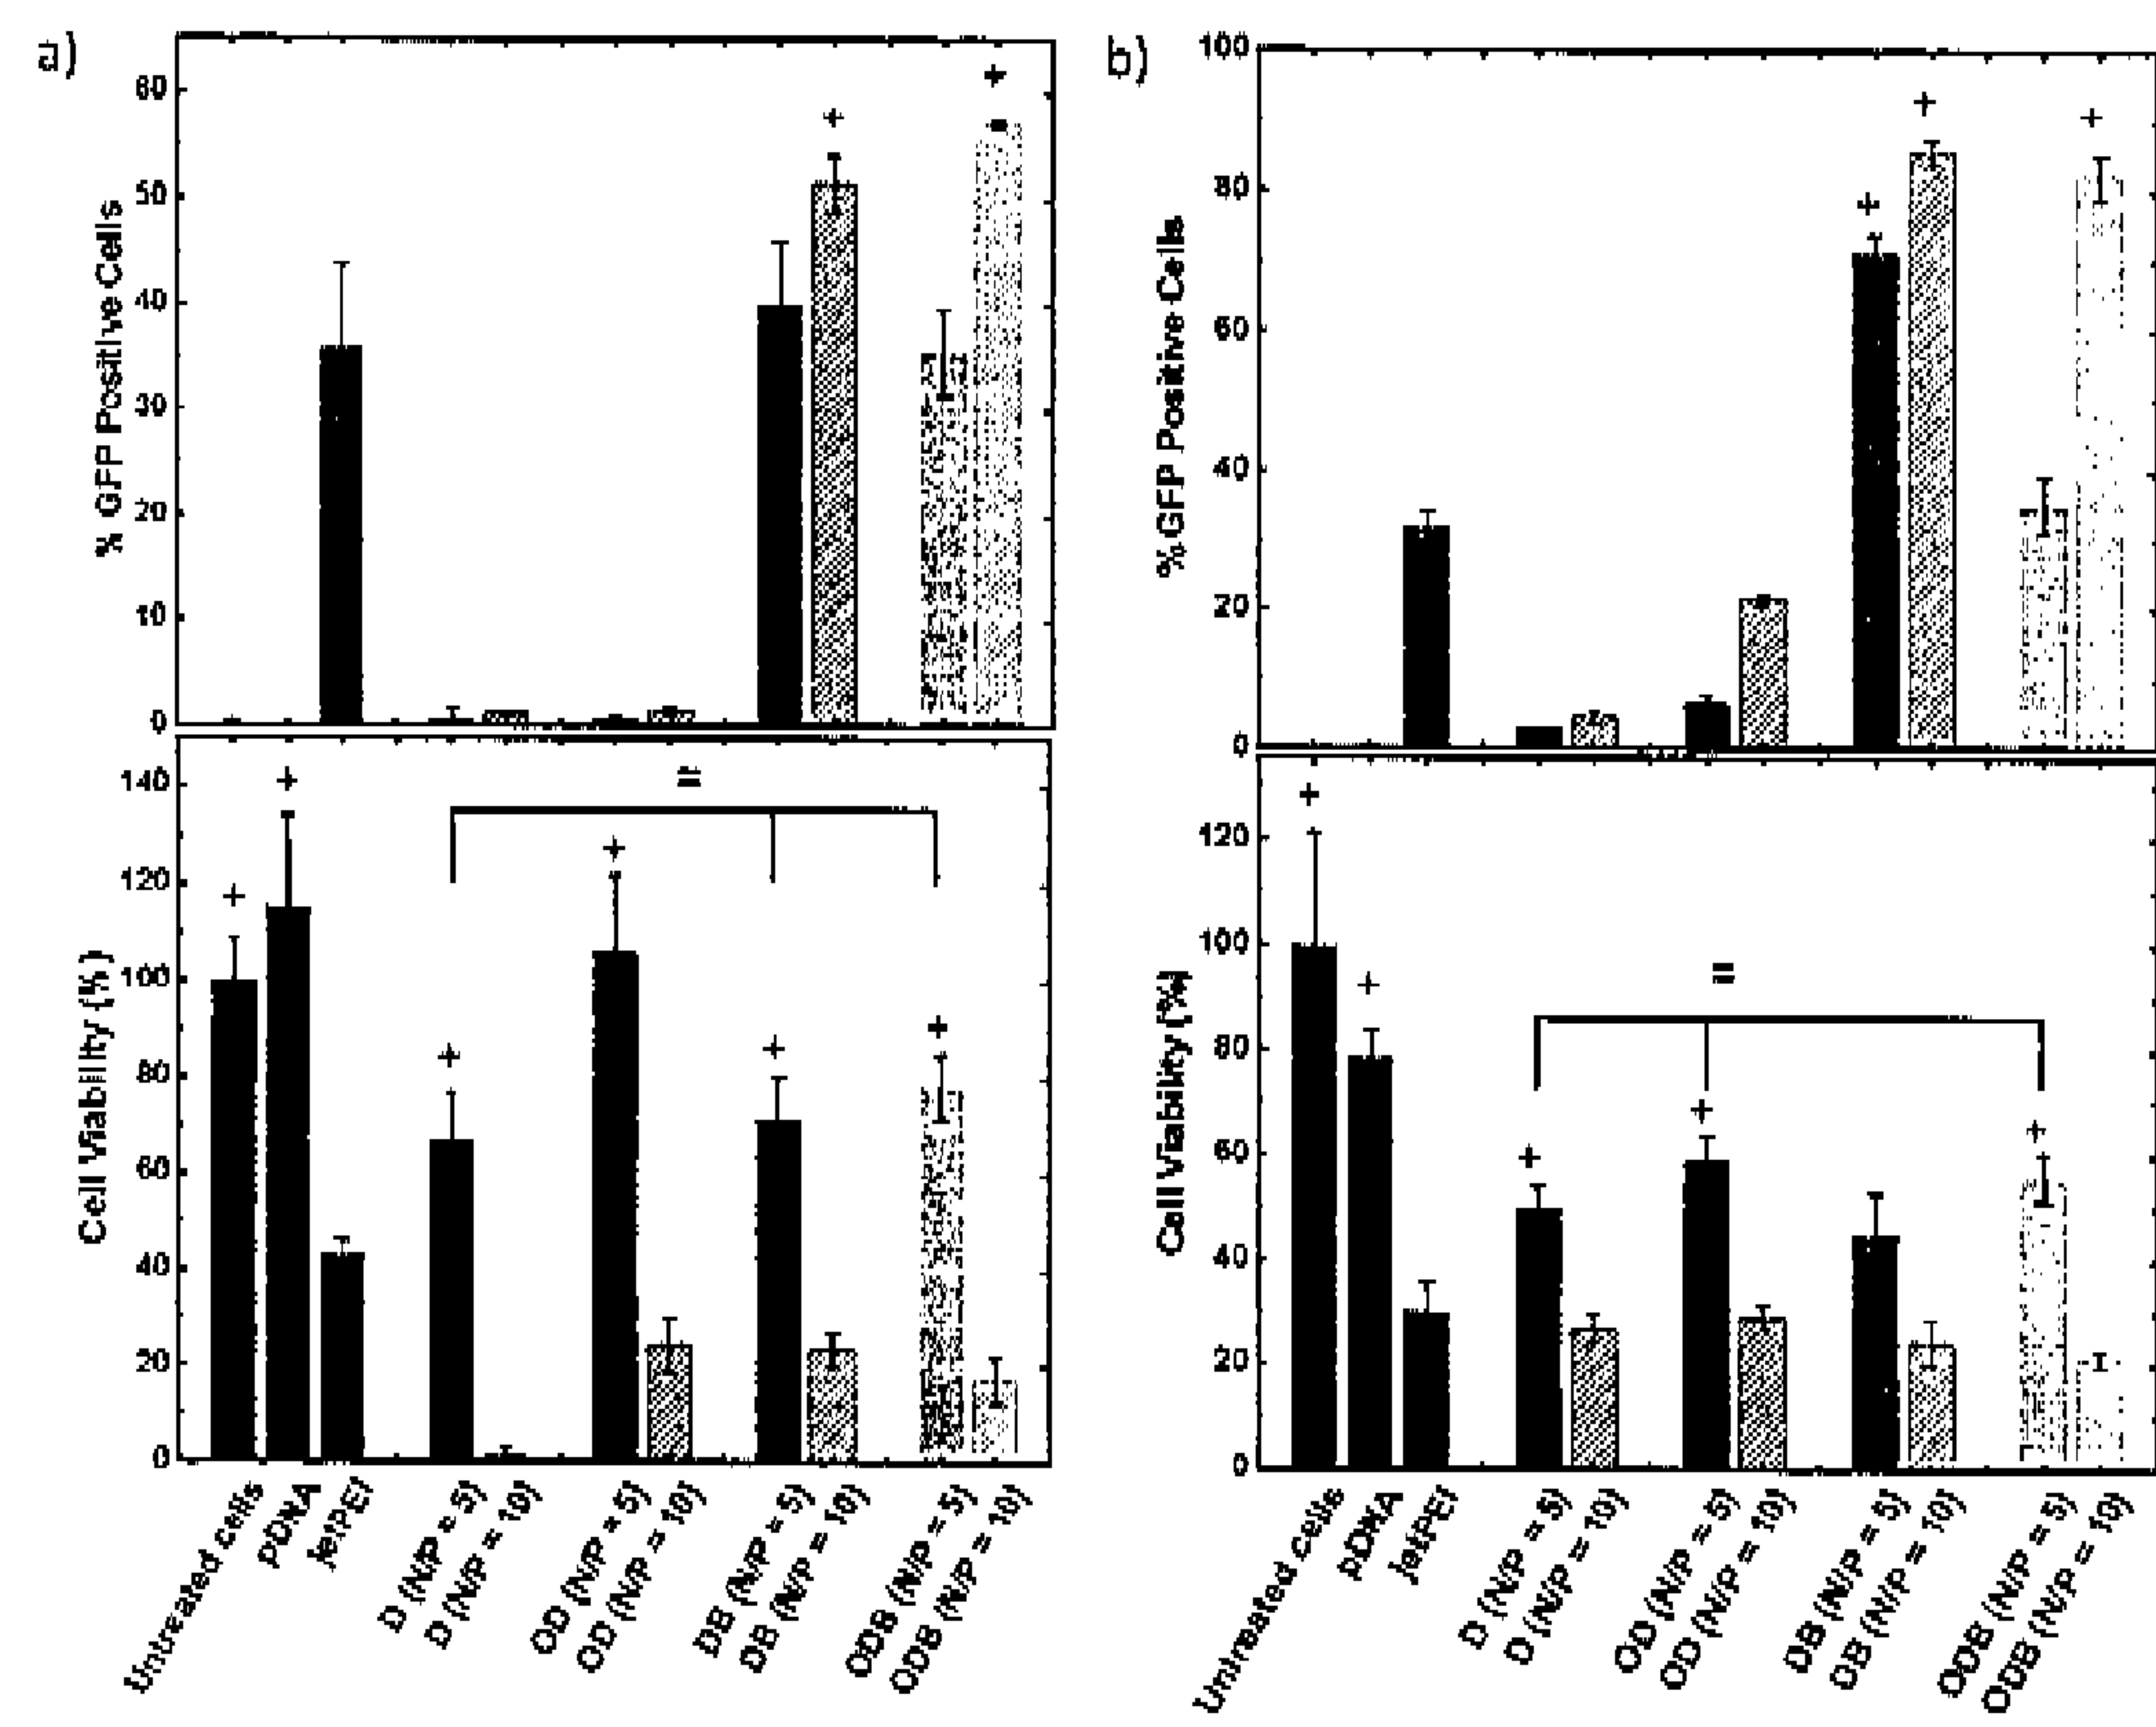 a)
% GFP Positive Cells
60
50
40
30
20
10
0
Cell Viability (%)
140
120
100
80
60
40
20
0
+
+
+
+
+
+
+
+
=
Untreated cells
pDNA
jetPEI
D (N/P = 5)
D (N/P = 10)
OD (N/P = 5)
OD (N/P = 10)
DB (N/P = 5)
DB (N/P = 10)
ODB (N/P = 5)
ODB (N/P = 10)
b)
% GFP Positive Cells
100
80
60
40
20
0
+
+
+
Cell Viability (%)
120
100
80
60
40
20
0
+
+
+
+
+
=
Untreated cells
pDNA
jetPEI
D (N/P = 5)
D (N/P = 10)
OD (N/P = 5)
OD (N/P = 10)
DB (N/P = 5)
DB (N/P = 10)
ODB (N/P = 5)
ODB (N/P = 10)